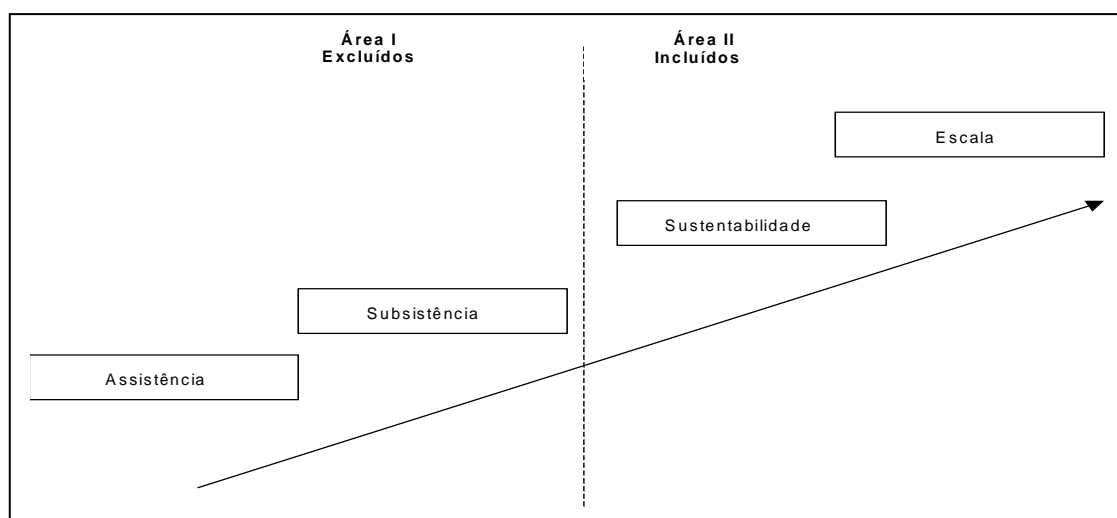 Área I
Excluídos
Área II
Incluídos
Escala
Sustentabilidade
Subsistência
Assistência